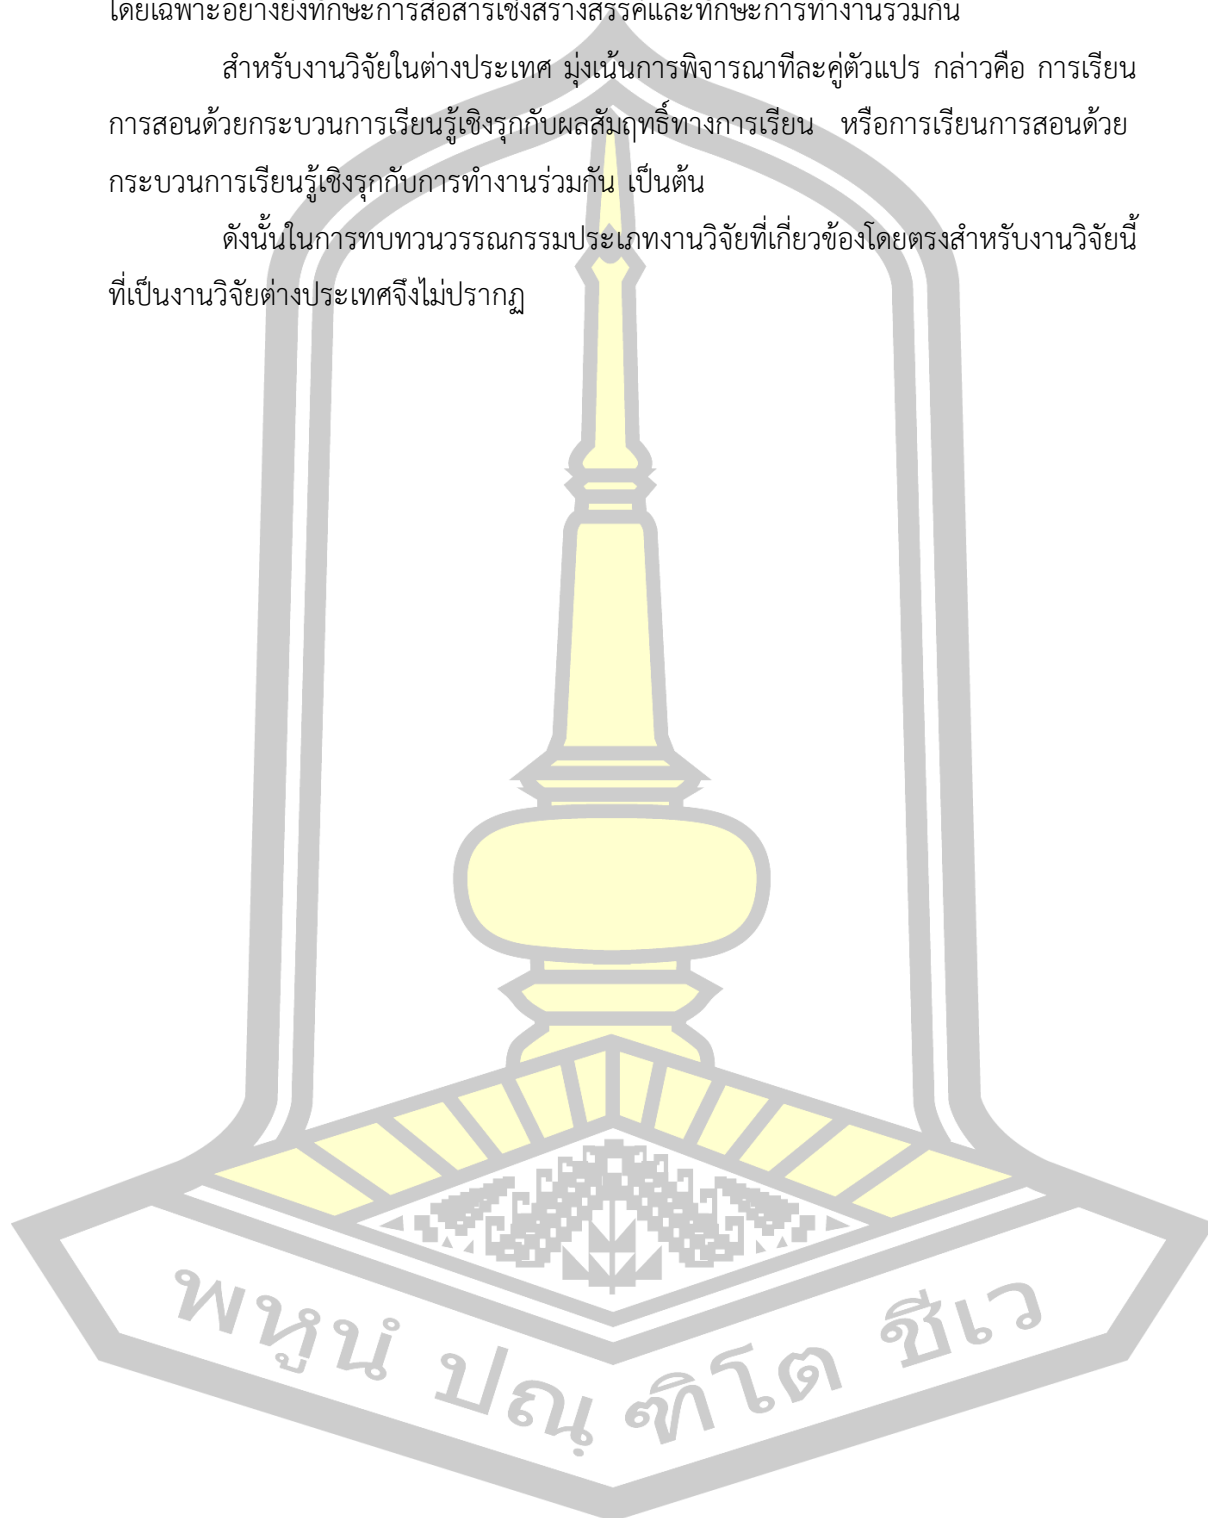 โดยเฉพาะอย่างยิ่งทักษะการสื่อสารเชิงสร้างสรรค์และทักษะการทำงานร่วมกัน
สำหรับงานวิจัยในต่างประเทศ มุ่งเน้นการพิจารณาทีละคู่ตัวแปร กล่าวคือ การเรียน
การสอนด้วยกระบวนการเรียนรู้เชิงรุกกับผลสัมฤทธิ์ทางการเรียน หรือการเรียนการสอนด้วย
กระบวนการเรียนรู้เชิงรุกกับการทำงานร่วมกัน เป็นต้น
ดังนั้นในการทบทวนวรรณกรรมประเภทงานวิจัยที่เกี่ยวข้องโดยตรงสำหรับงานวิจัยนี้
ที่เป็นงานวิจัยต่างประเทศจึงไม่ปรากฏ
พหูนํ ปณฺฑิโต ชีเว